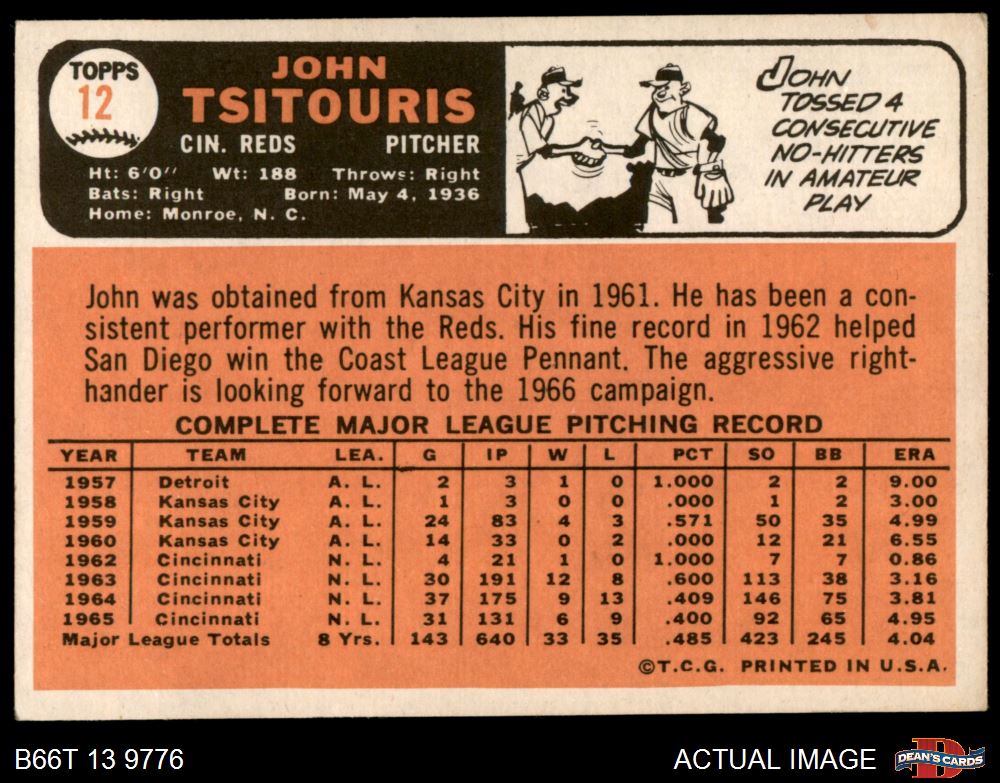 TOPPS
12
JOHN
TSITOURIS
CIN. REDS PITCHER
Ht: 6'0" Wt: 188 Throws: Right
Bats: Right Born: May 4, 1936
Home: Monroe, N. C.
JOHN
TOSSED 4
CONSECUTIVE
NO-HITTERS
IN AMATEUR
PLAY
John was obtained from Kansas City in 1961. He has been a con-
sistent performer with the Reds. His fine record in 1962 helped
San Diego win the Coast League Pennant. The aggressive right-
hander is looking forward to the 1966 campaign.
COMPLETE MAJOR LEAGUE PITCHING RECORD
YEAR TEAM LEA. G IP W L PCT SO BB ERA
1957 Detroit A. L. 2 3 1 0 1.000 2 2 9.00
1958 Kansas City A. L. 1 3 0 0 .000 1 2 3.00
1959 Kansas City A. L. 24 83 4 3 .571 50 35 4.99
1960 Kansas City A. L. 14 33 0 2 .000 12 21 6.55
1962 Cincinnati N. L. 4 21 1 0 1.000 7 7 0.86
1963 Cincinnati N. L. 30 191 12 8 .600 113 38 3.16
1964 Cincinnati N. L. 37 175 9 13 .409 146 75 3.81
1965 Cincinnati N. L. 31 131 6 9 .400 92 65 4.95
Major League Totals 8 Yrs. 143 640 33 35 .485 423 245 4.04
©T.C.G. PRINTED IN U.S.A.
B66T 13 9776 ACTUAL IMAGE
DEAN'S CARDS